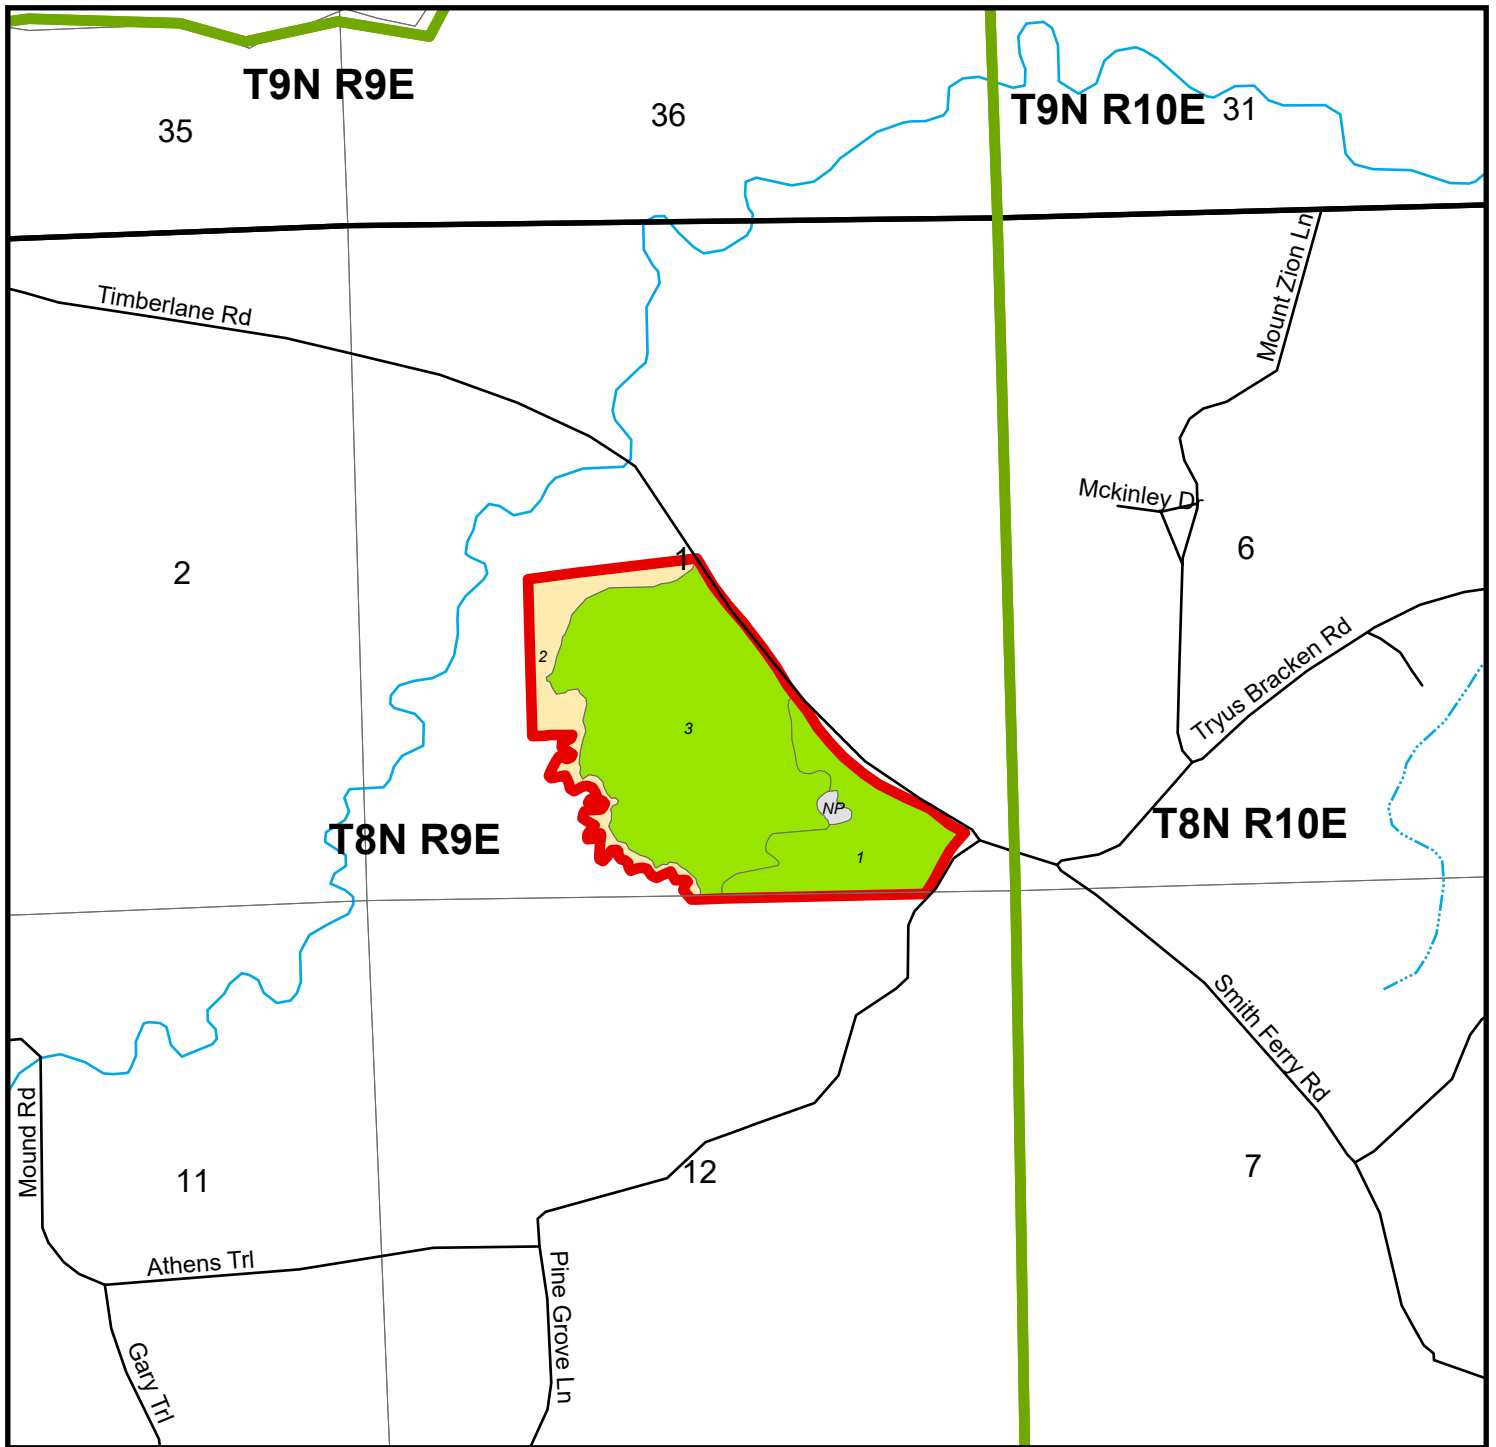 T9N R9E
35
36
T9N R10E
31
Timberlane Rd
Mount Zion Ln
Mckinley Dr
2
1
6
2
3
Tryus Bracken Rd
NP
T8N R9E
1
T8N R10E
Smith Ferry Rd
Mound Rd
11
12
7
Athens Trl
Pine Grove Ln
Gary Trl